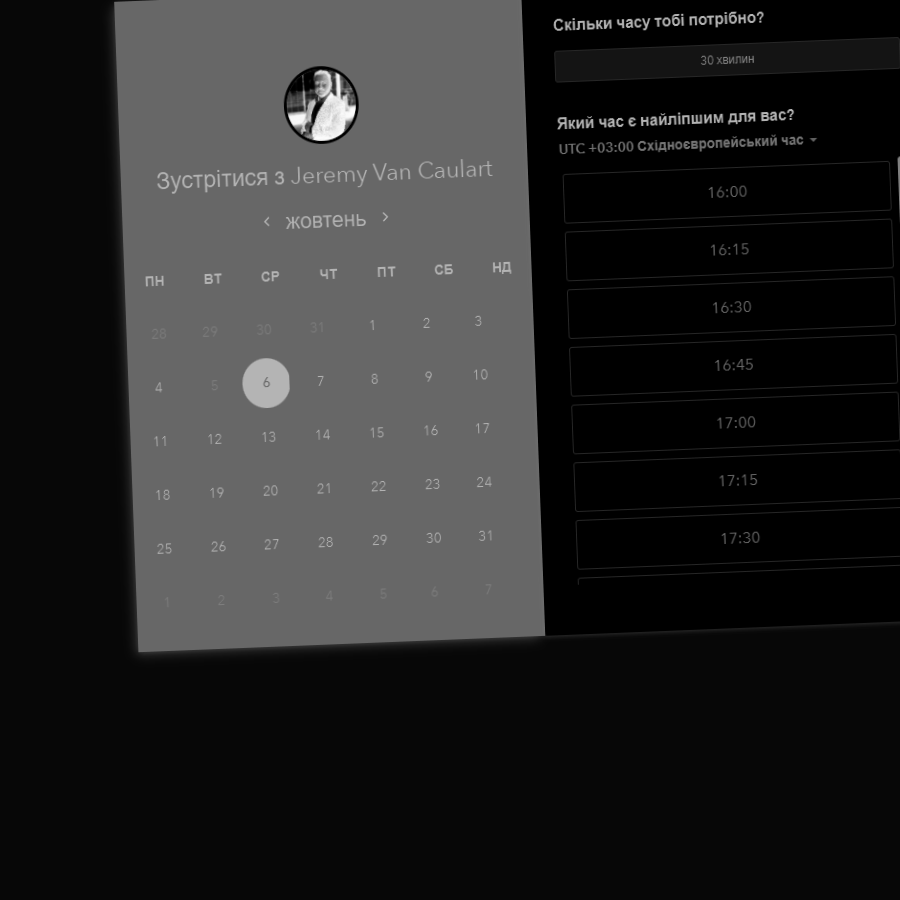 Зустрітися з Jeremy Van Caulart
‹ жовтень ›
ПН ВТ СР ЧТ ПТ СБ НД
28 29 30 31 1 2 3
4 5 6 7 8 9 10
11 12 13 14 15 16 17
18 19 20 21 22 23 24
25 26 27 28 29 30 31
1 2 3 4 5 6 7
Скільки часу тобі потрібно?
30 хвилин
Який час є найліпшим для вас?
UTC +03:00 Східноєвропейський час
16:00
16:15
16:30
16:45
17:00
17:15
17:30